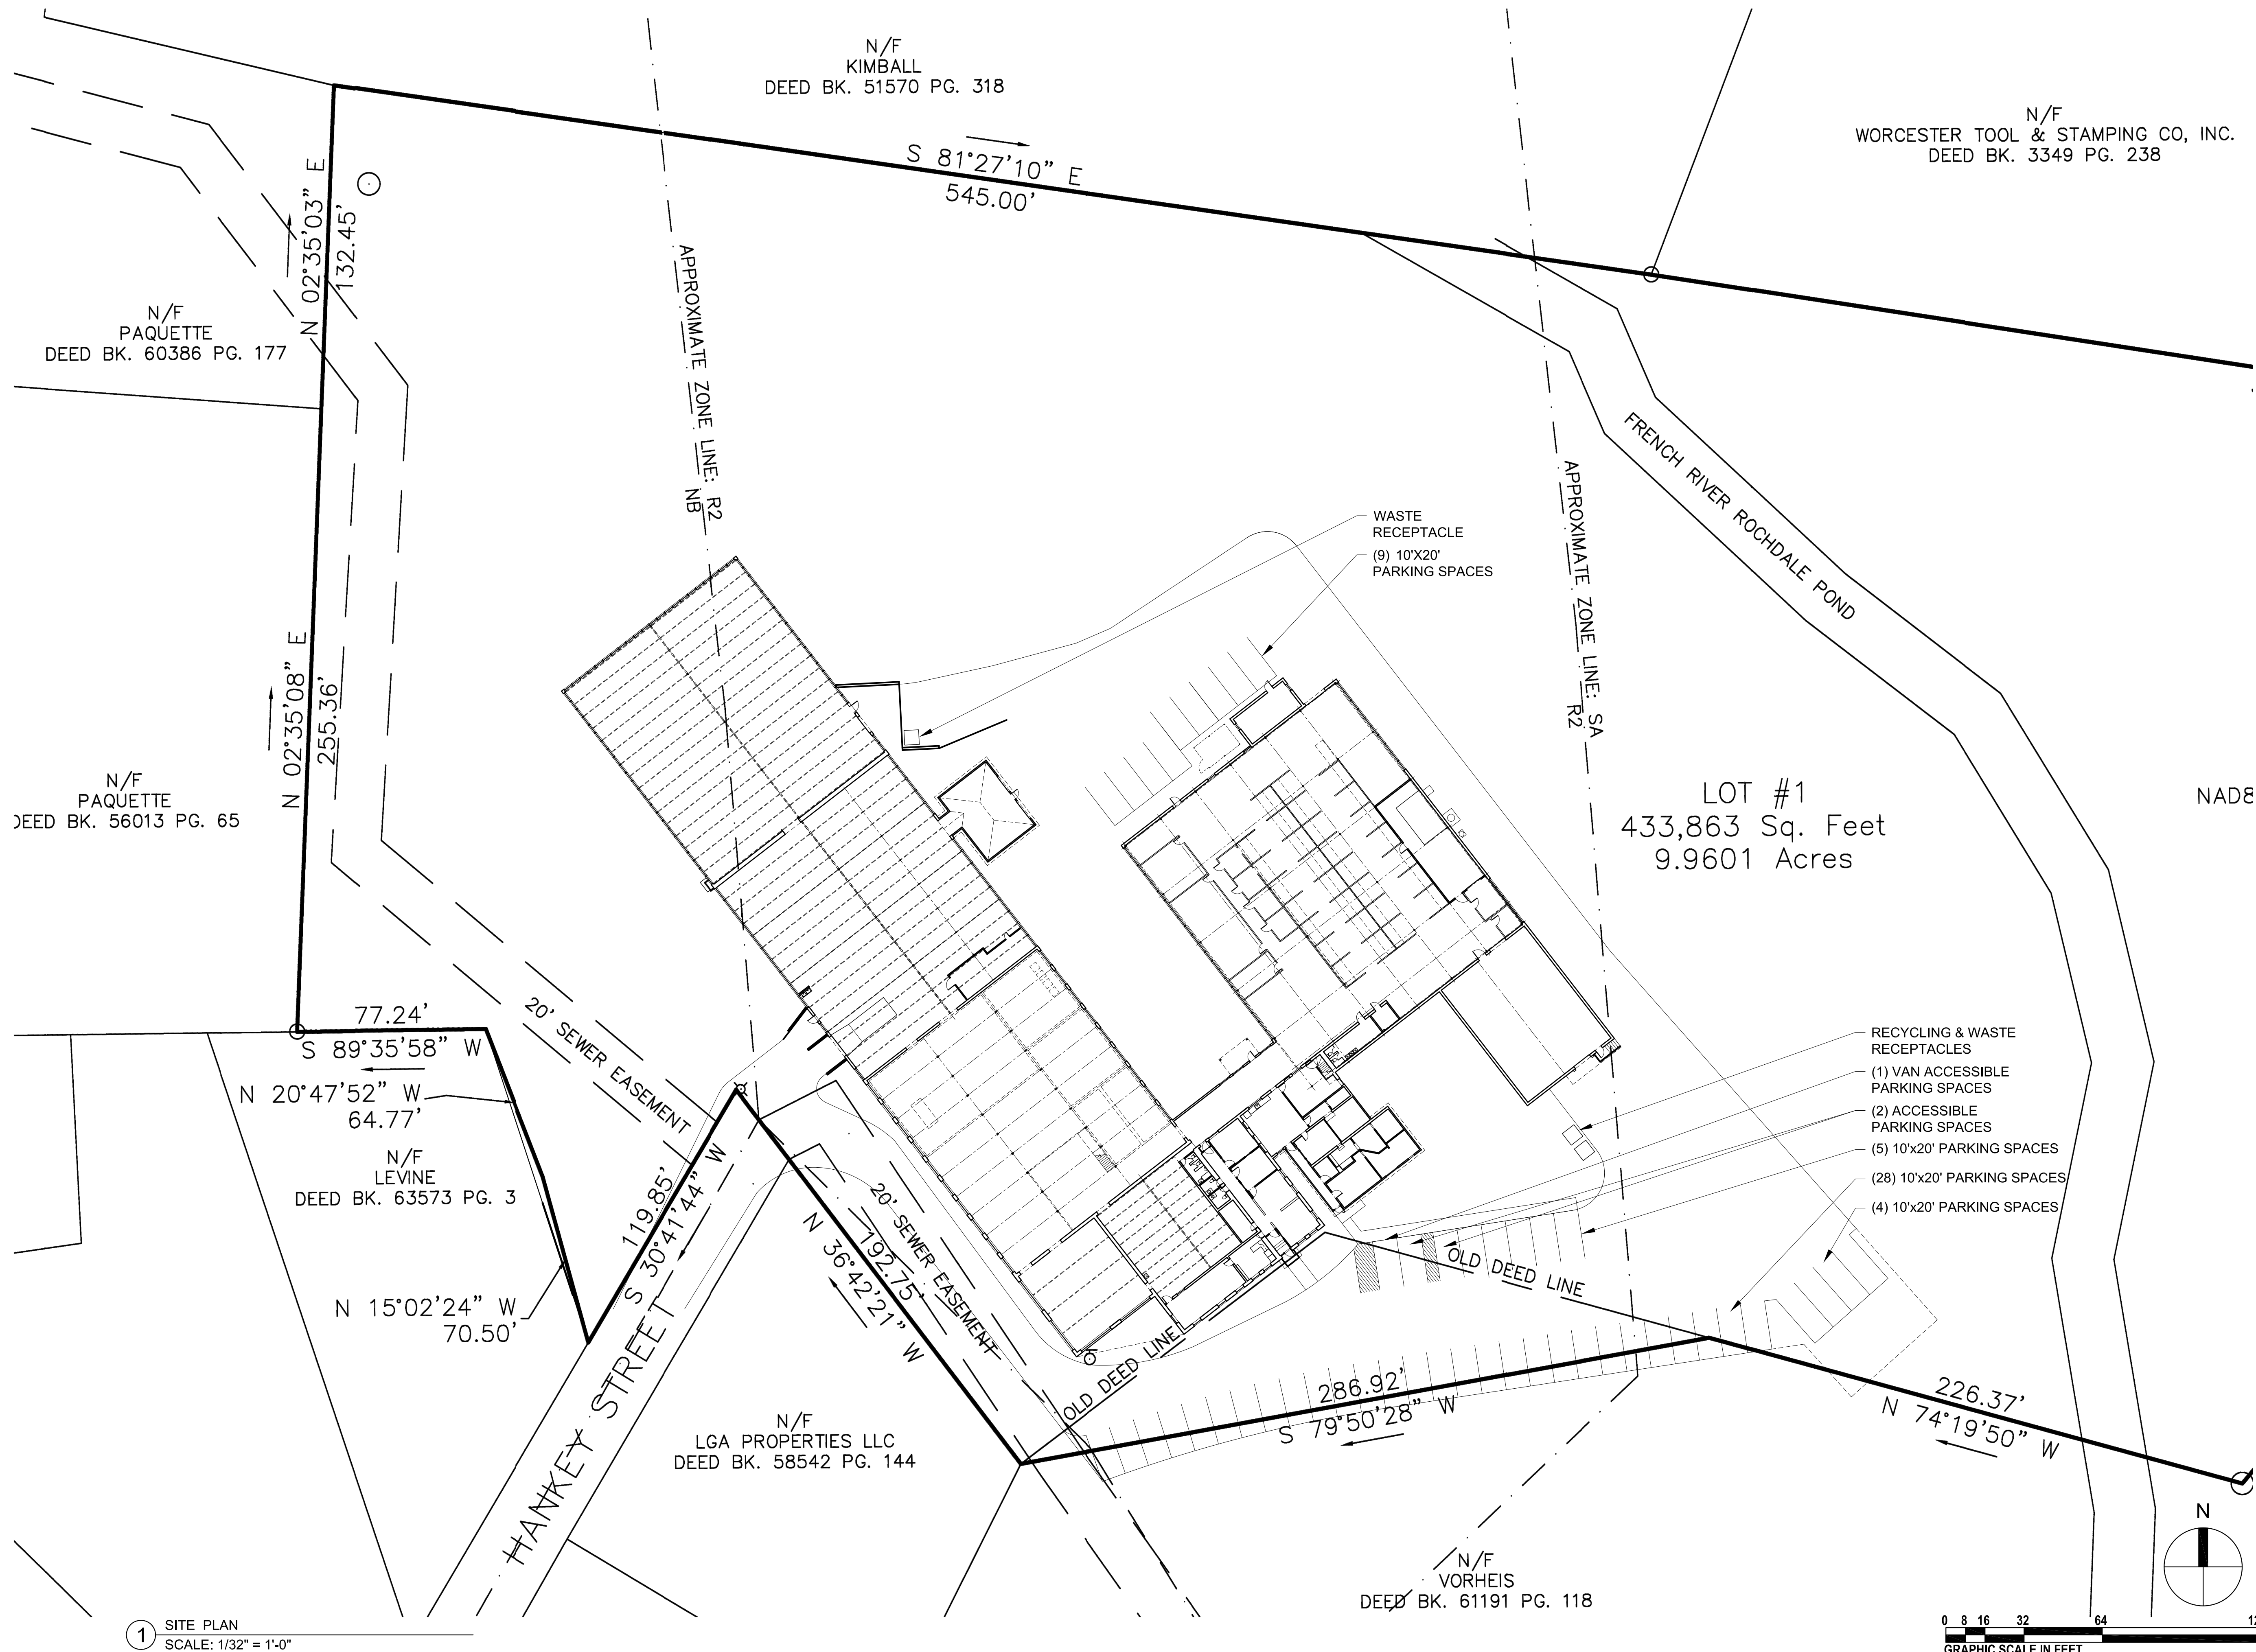 N/F
KIMBALL
DEED BK. 51570 PG. 318
N/F
WORCESTER TOOL & STAMPING CO, INC.
DEED BK. 3349 PG. 238
S 81°27'10" E
545.00'
N 02°35'03" E
132.45'
N/F
PAQUETTE
DEED BK. 60386 PG. 177
APPROXIMATE ZONE LINE: R2
NB
APPROXIMATE ZONE LINE: SA
R2
FRENCH RIVER ROCHDALE POND
WASTE
RECEPTACLE
(9) 10'X20'
PARKING SPACES
N 02°35'08" E
255.36'
N/F
PAQUETTE
DEED BK. 56013 PG. 65
LOT #1
433,863 Sq. Feet
9.9601 Acres
NAD8
77.24'
S 89°35'58" W
20' SEWER EASEMENT
N 20°47'52" W
64.77'
N/F
LEVINE
DEED BK. 63573 PG. 3
N 15°02'24" W
70.50'
119.85'
S 30°41'44" W
HANKEY STREET
20' SEWER EASEMENT
192.75'
N 36°42'21" W
RECYCLING & WASTE
RECEPTACLES
(1) VAN ACCESSIBLE
PARKING SPACES
(2) ACCESSIBLE
PARKING SPACES
(5) 10'x20' PARKING SPACES
(28) 10'x20' PARKING SPACES
(4) 10'x20' PARKING SPACES
OLD DEED LINE
OLD DEED LINE
286.92'
S 79°50'28" W
226.37'
N 74°19'50" W
N/F
LGA PROPERTIES LLC
DEED BK. 58542 PG. 144
N/F
VORHEIS
DEED BK. 61191 PG. 118
N
1 SITE PLAN
SCALE: 1/32" = 1'-0"
0 8 16 32 64 12
GRAPHIC SCALE IN FEET